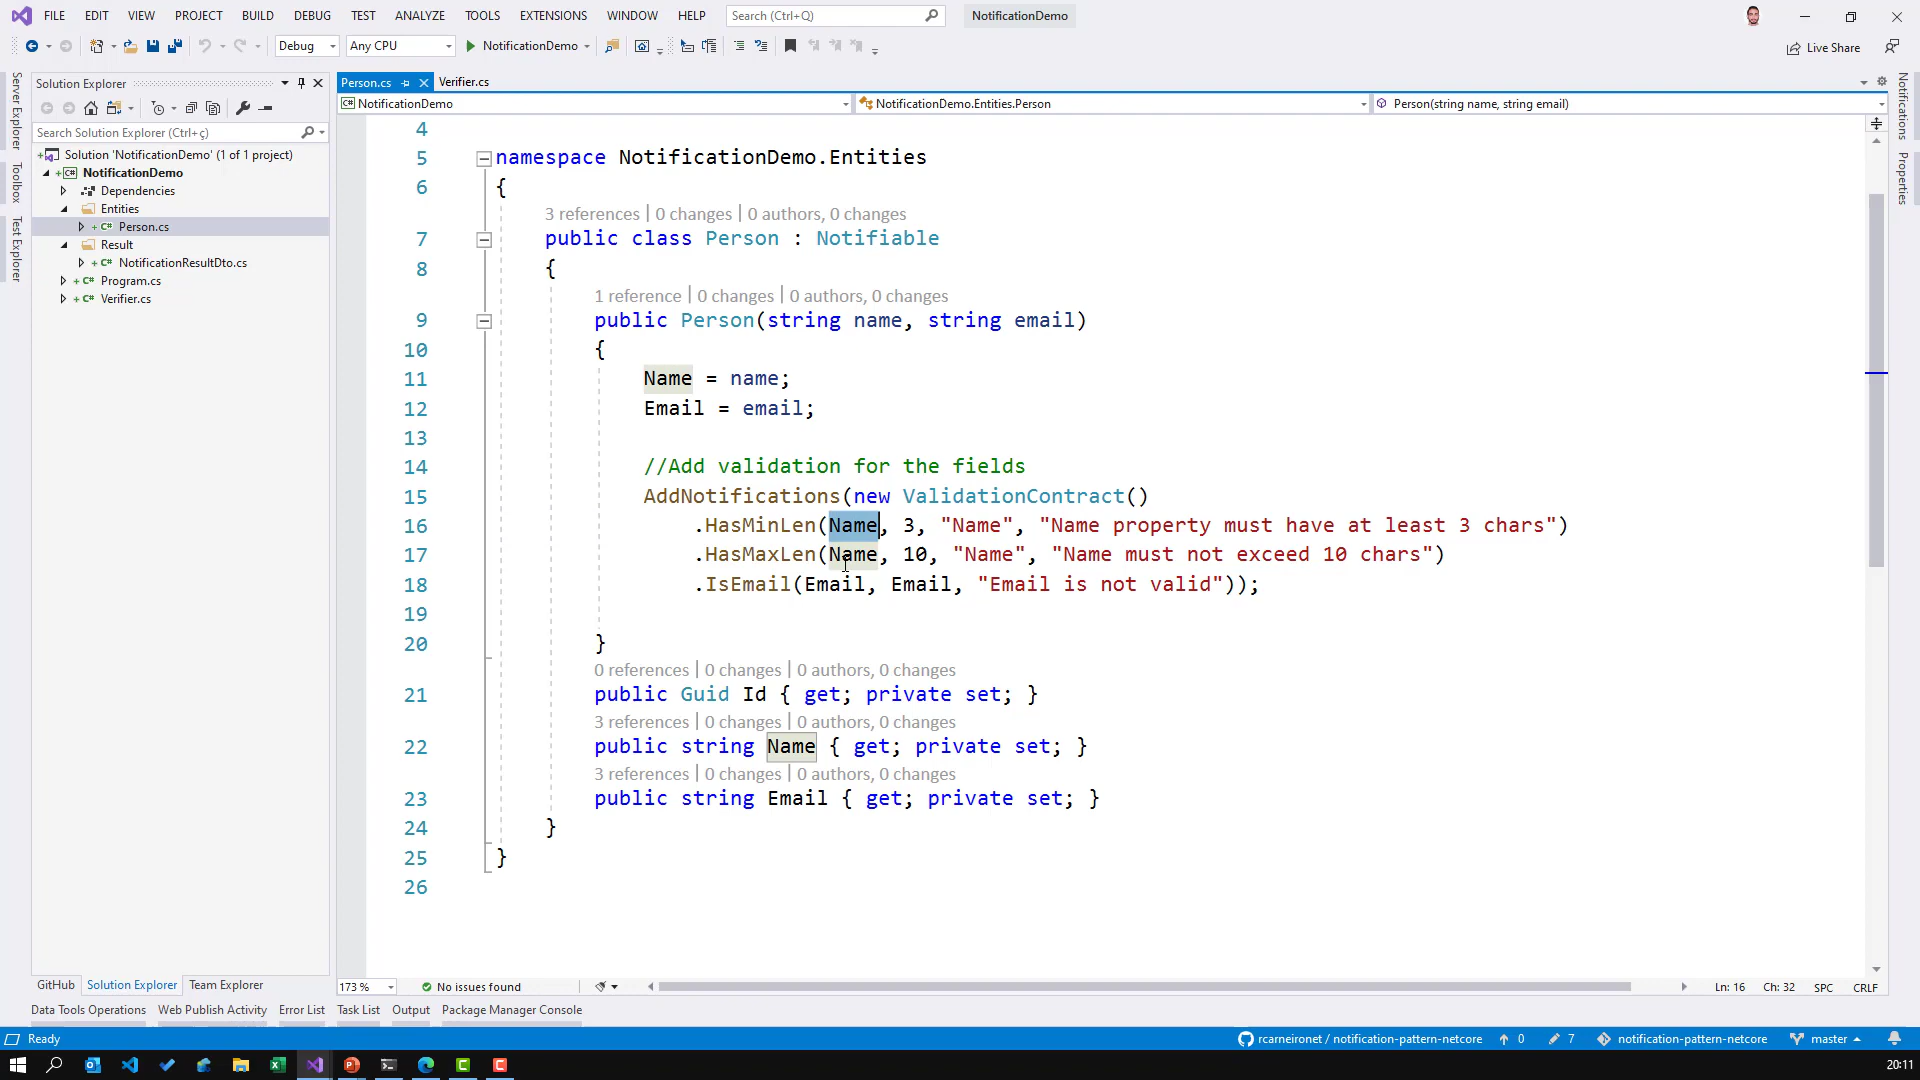 FILE EDIT VIEW PROJECT BUILD DEBUG TEST ANALYZE TOOLS EXTENSIONS WINDOW HELP Search (Ctrl+Q) NotificationDemo
Debug Any CPU NotificationDemo Live Share
Server Explorer
Toolbox
Test Explorer
Solution Explorer
Search Solution Explorer (Ctrl+ç)
Solution 'NotificationDemo' (1 of 1 project)
NotificationDemo
Dependencies
Entities
Person.cs
Result
NotificationResultDto.cs
Program.cs
Verifier.cs
GitHub Solution Explorer Team Explorer
Person.cs Verifier.cs
NotificationDemo NotificationDemo.Entities.Person Person(string name, string email)
4
5 namespace NotificationDemo.Entities
6 {
3 references | 0 changes | 0 authors, 0 changes
7 public class Person : Notifiable
8 {
1 reference | 0 changes | 0 authors, 0 changes
9 public Person(string name, string email)
10 {
11 Name = name;
12 Email = email;
13
14 //Add validation for the fields
15 AddNotifications(new ValidationContract()
16 .HasMinLen(Name, 3, "Name", "Name property must have at least 3 chars")
17 .HasMaxLen(Name, 10, "Name", "Name must not exceed 10 chars")
18 .IsEmail(Email, Email, "Email is not valid"));
19
20 }
0 references | 0 changes | 0 authors, 0 changes
21 public Guid Id { get; private set; }
3 references | 0 changes | 0 authors, 0 changes
22 public string Name { get; private set; }
3 references | 0 changes | 0 authors, 0 changes
23 public string Email { get; private set; }
24 }
25 }
26
Notifications
Properties
173 % No issues found Ln: 16 Ch: 32 SPC CRLF
Data Tools Operations Web Publish Activity Error List Task List Output Package Manager Console
Ready rcarneironet / notification-pattern-netcore 0 7 notification-pattern-netcore master
20:11